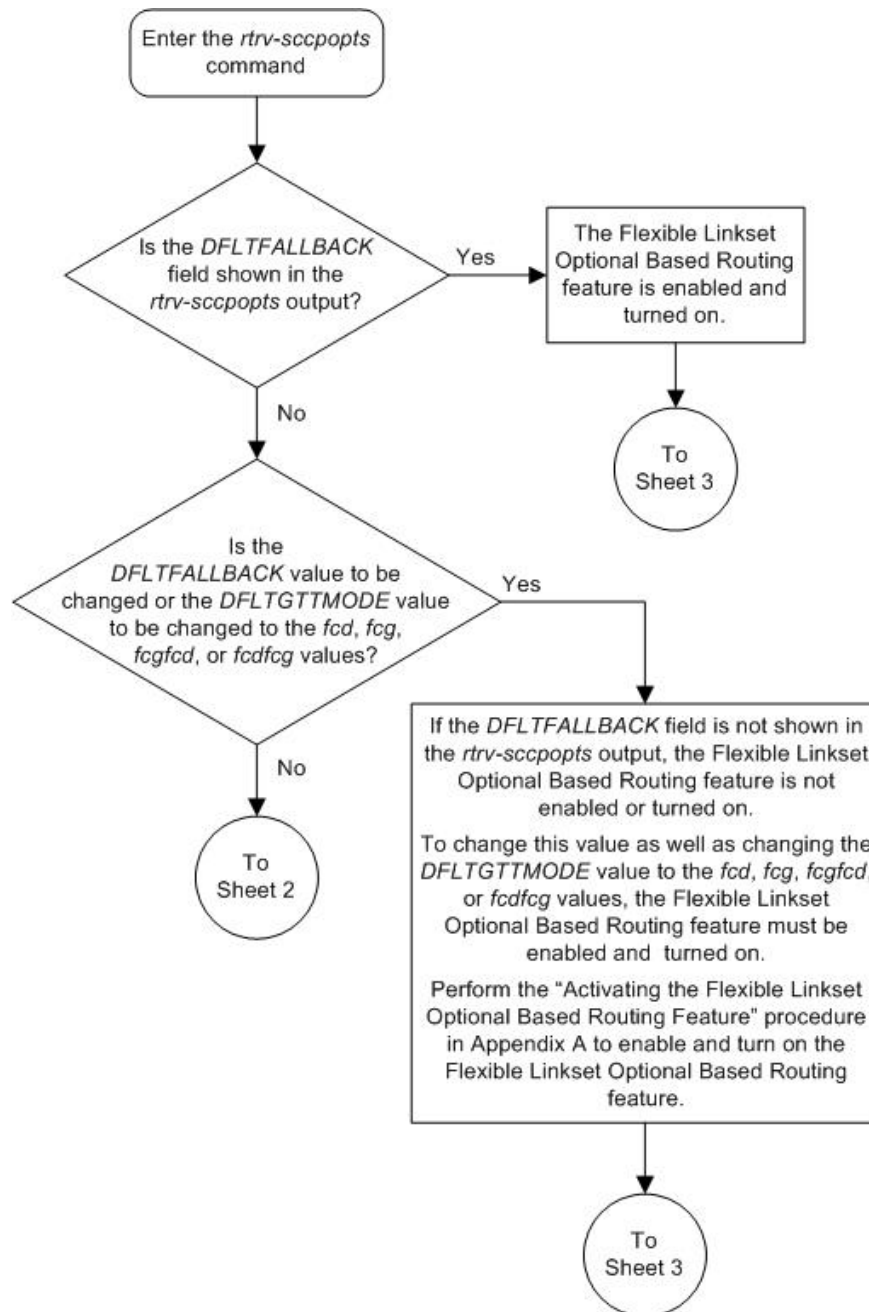 Enter the rtrv-sccpopts
command
Is the DFLTFALLBACK
field shown in the
rtrv-sccpopts output?
Yes
The Flexible Linkset
Optional Based Routing
feature is enabled and
turned on.
No
To
Sheet 3
Is the
DFLTFALLBACK value to be
changed or the DFLTGTTMODE value
to be changed to the fcd, fcg,
fcgfcd, or fcdfcg values?
Yes
No
To
Sheet 2
If the DFLTFALLBACK field is not shown in
the rtrv-sccpopts output, the Flexible Linkset
Optional Based Routing feature is not
enabled or turned on.
To change this value as well as changing the
DFLTGTTMODE value to the fcd, fcg, fcgfcd,
or fcdfcg values, the Flexible Linkset
Optional Based Routing feature must be
enabled and turned on.
Perform the “Activating the Flexible Linkset
Optional Based Routing Feature” procedure
in Appendix A to enable and turn on the
Flexible Linkset Optional Based Routing
feature.
To
Sheet 3